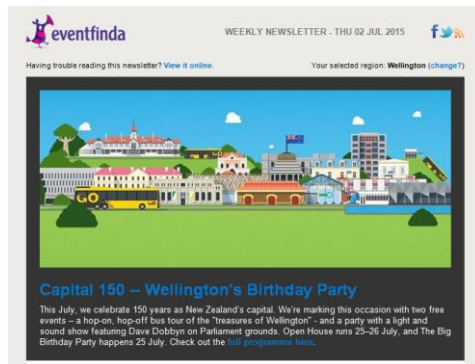 eventfinda
WEEKLY NEWSLETTER - THU 02 JUL 2015
Having trouble reading this newsletter? View it online.
Your selected region: Wellington (change?)
GO
Capital 150 -- Wellington's Birthday Party
This July, we celebrate 150 years as New Zealand's capital. We're marking this occasion with two free
events – a hop-on, hop-off bus tour of the "treasures of Wellington" - and a party with a light and
sound show featuring Dave Dobbyn on Parliament grounds. Open House runs 25–26 July, and The Big
Birthday Party happens 25 July. Check out the full programme here.